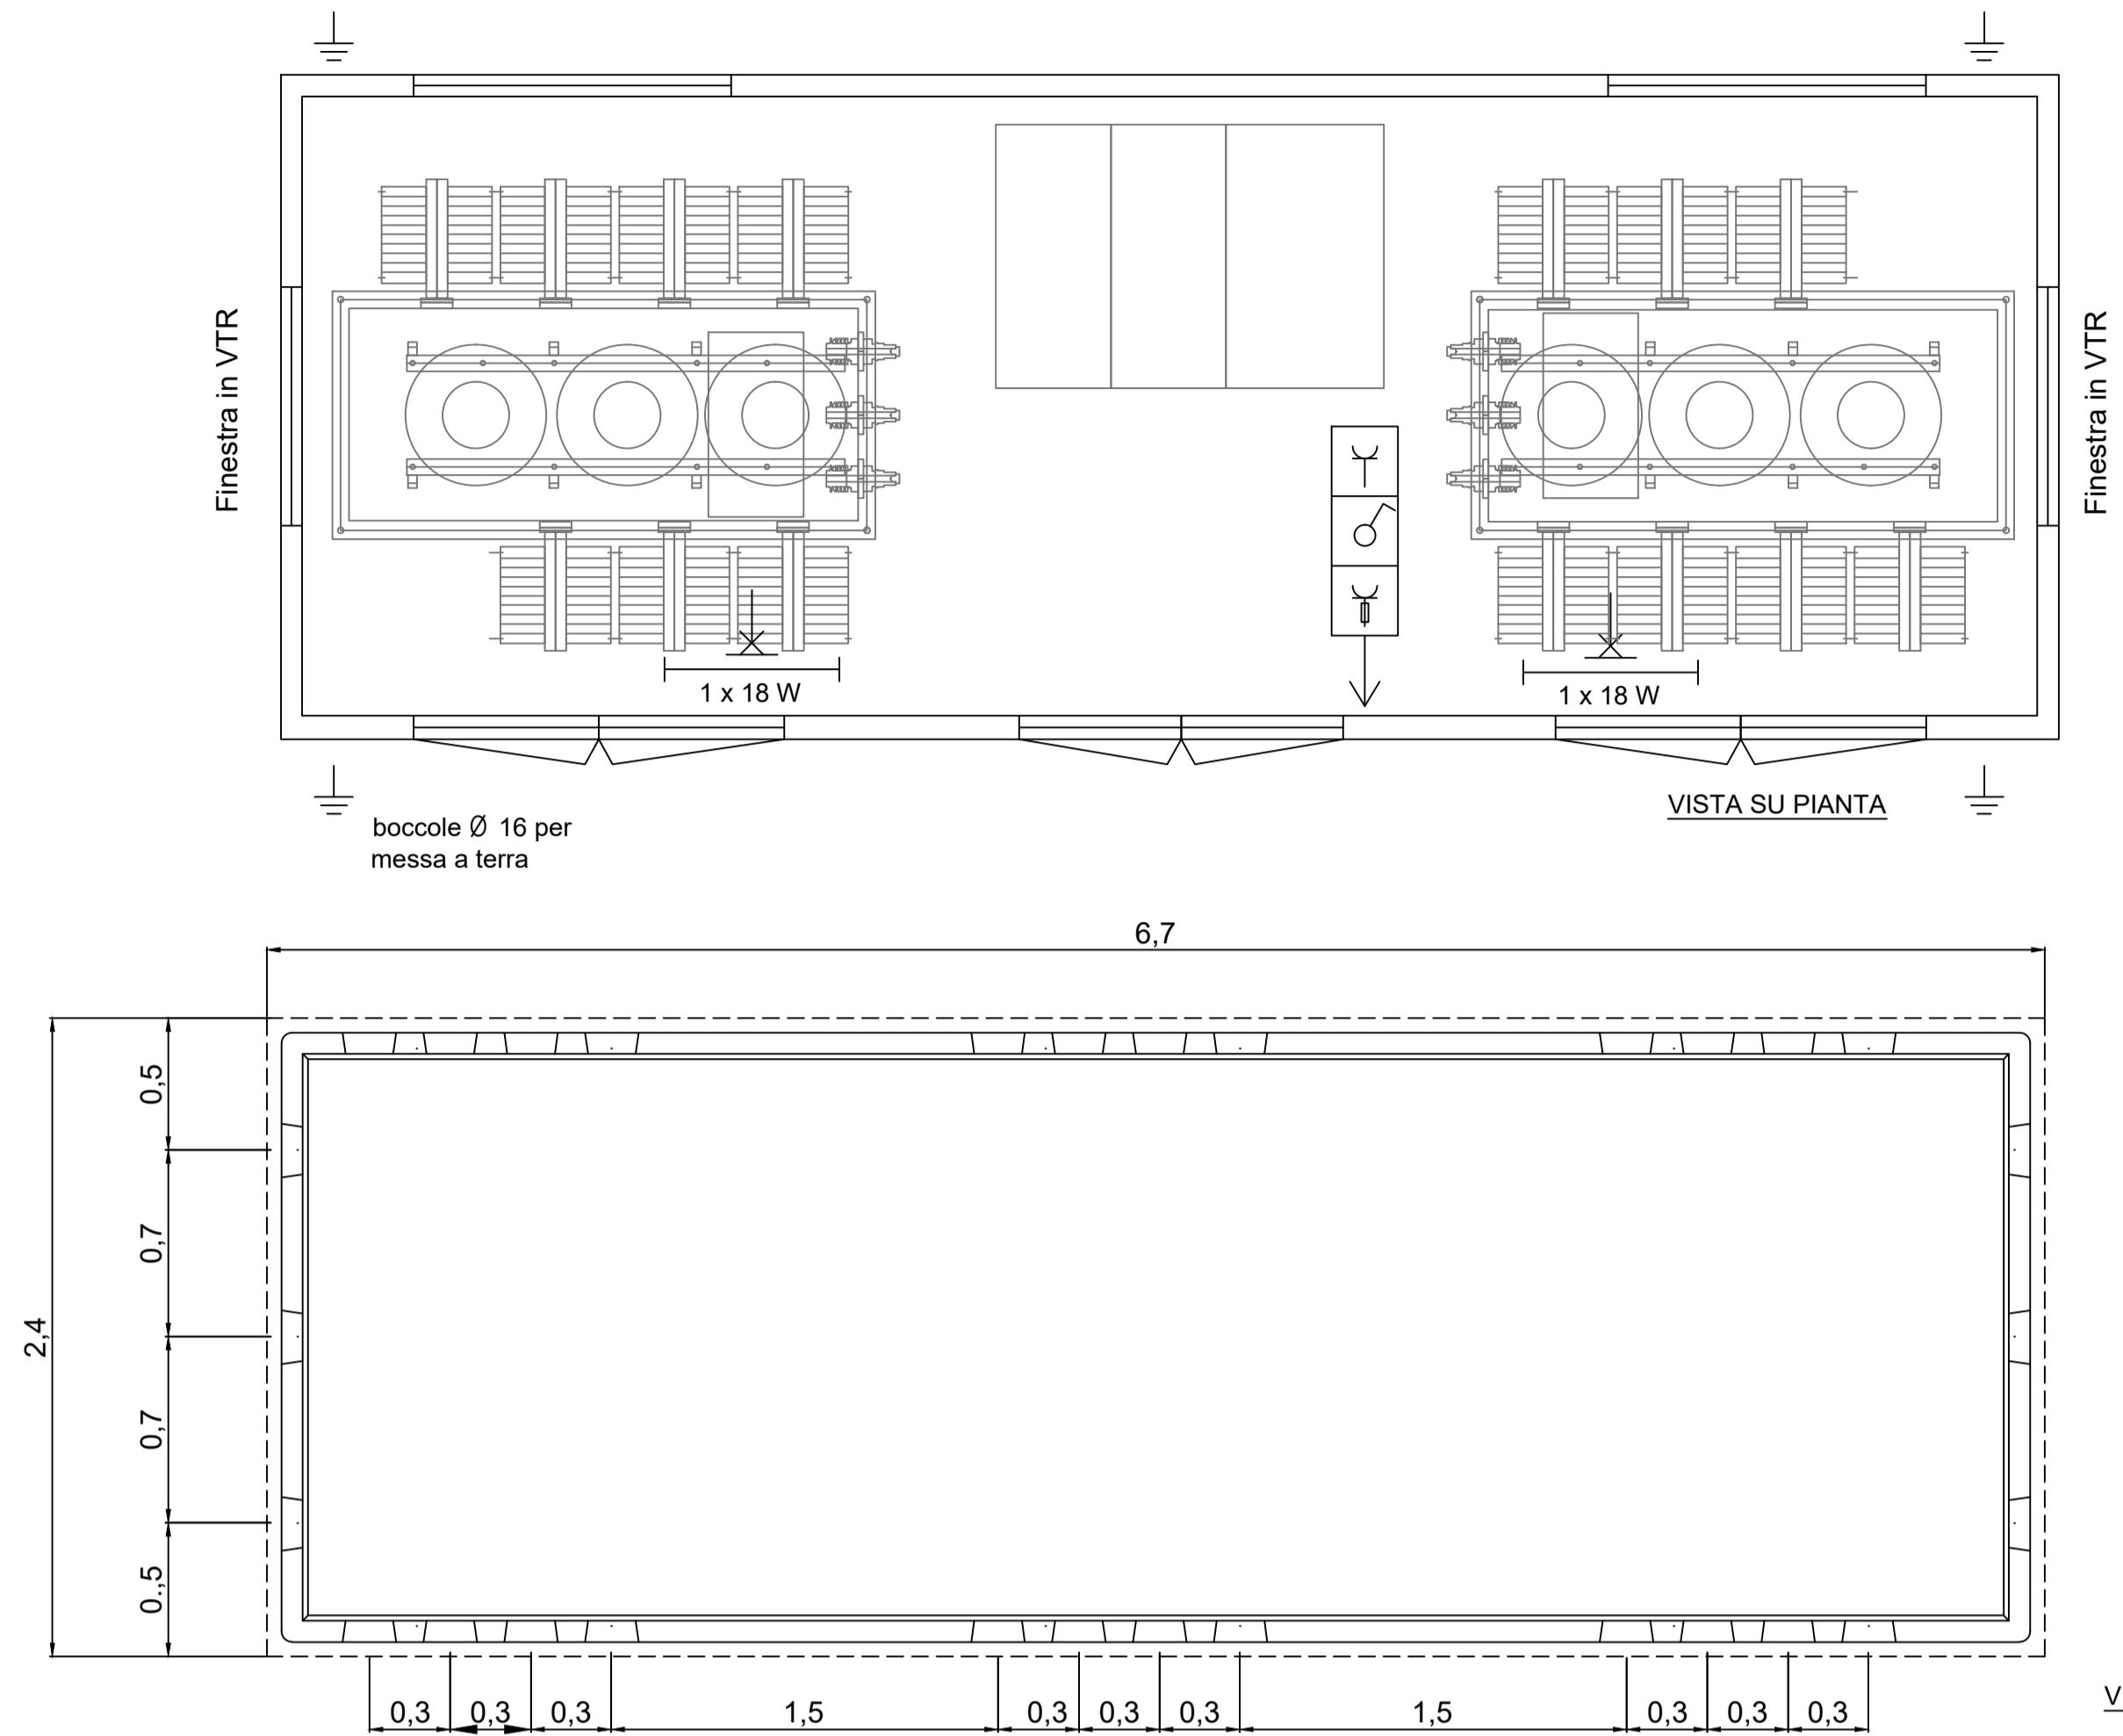 Finestra in VTR
Finestra in VTR
1 x 18 W
1 x 18 W
VISTA SU PIANTA
boccole Ø 16 per
messa a terra
6,7
0,5
0,7
2,4
0,7
0.,5
0,3
0,3
0,3
1,5
0,3
0,3
0,3
1,5
0,3
0,3
0,3
V